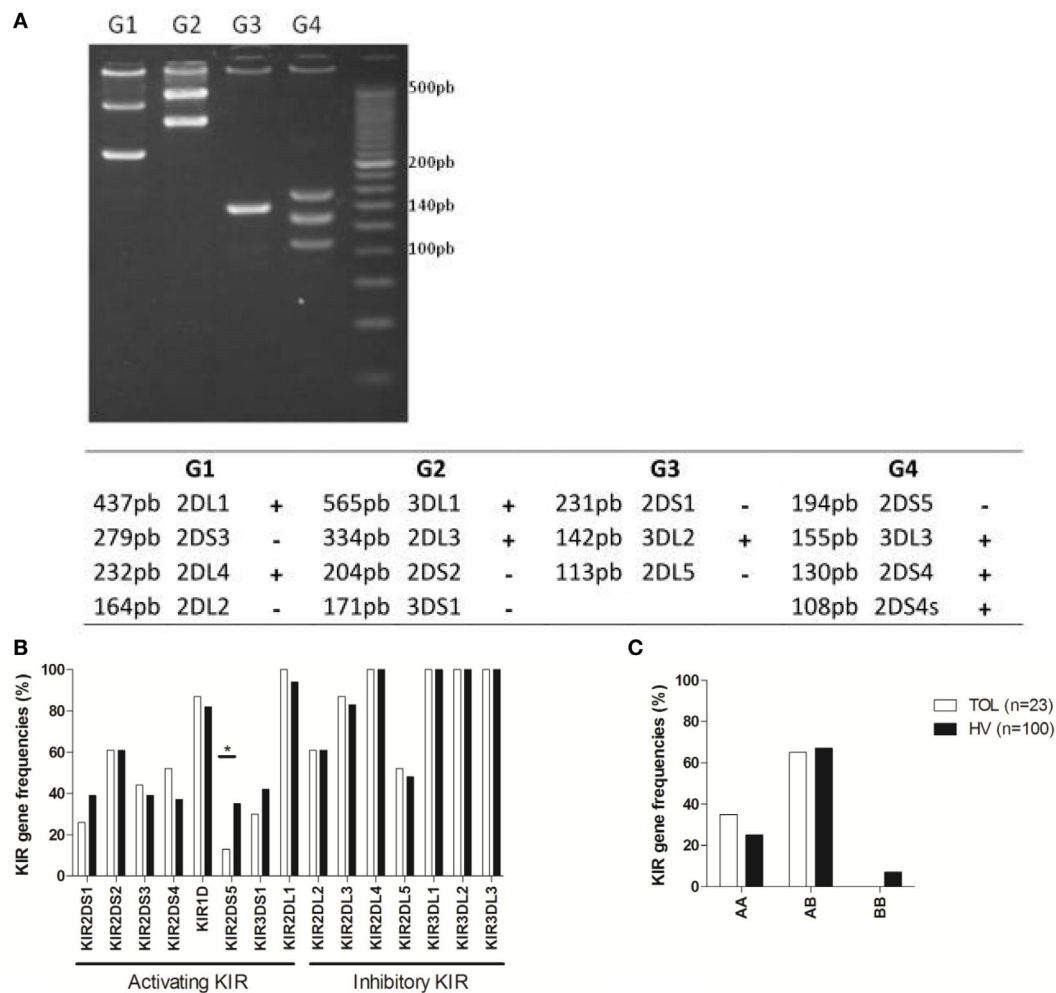 A
G1 G2 G3 G4
500pb
200pb
140pb
100pb
G1 G2 G3 G4
437pb 2DL1 + 565pb 3DL1 + 231pb 2DS1 - 194pb 2DS5 -
279pb 2DS3 - 334pb 2DL3 + 142pb 3DL2 + 155pb 3DL3 +
232pb 2DL4 + 204pb 2DS2 - 113pb 2DL5 - 130pb 2DS4 +
164pb 2DL2 - 171pb 3DS1 - 108pb 2DS4s +
B
KIR gene frequencies (%)
100
80
60
40
20
0
*
KIR2DS1
KIR2DS2
KIR2DS3
KIR2DS4
KIR1D
KIR2DS5
KIR3DS1
KIR2DL1
KIR2DL2
KIR2DL3
KIR2DL4
KIR2DL5
KIR3DL1
KIR3DL2
KIR3DL3
Activating KIR
Inhibitory KIR
C
KIR gene frequencies (%)
100
80
60
40
20
0
AA
AB
BB
TOL (n=23)
HV (n=100)